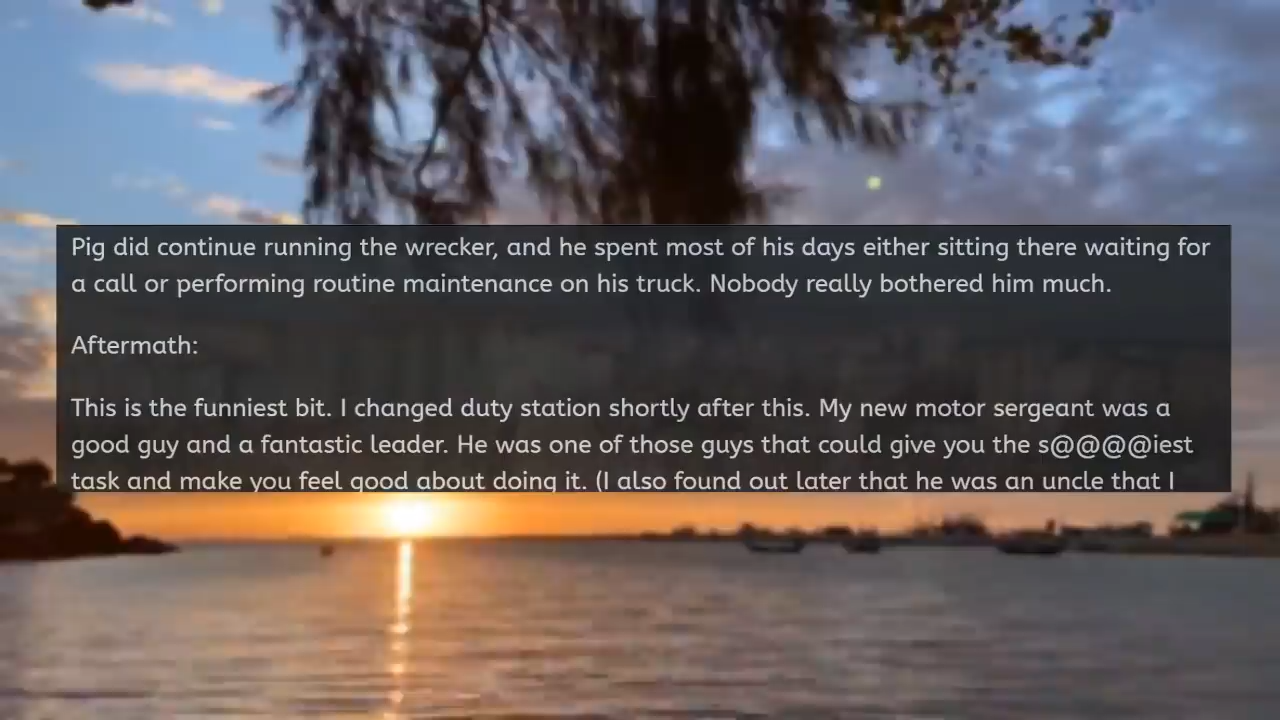 Pig did continue running the wrecker, and he spent most of his days either sitting there waiting for
a call or performing routine maintenance on his truck. Nobody really bothered him much.
Aftermath:
This is the funniest bit. I changed duty station shortly after this. My new motor sergeant was a
good guy and a fantastic leader. He was one of those guys that could give you the s@@@@iest
task and make you feel good about doing it. (I also found out later that he was an uncle that I